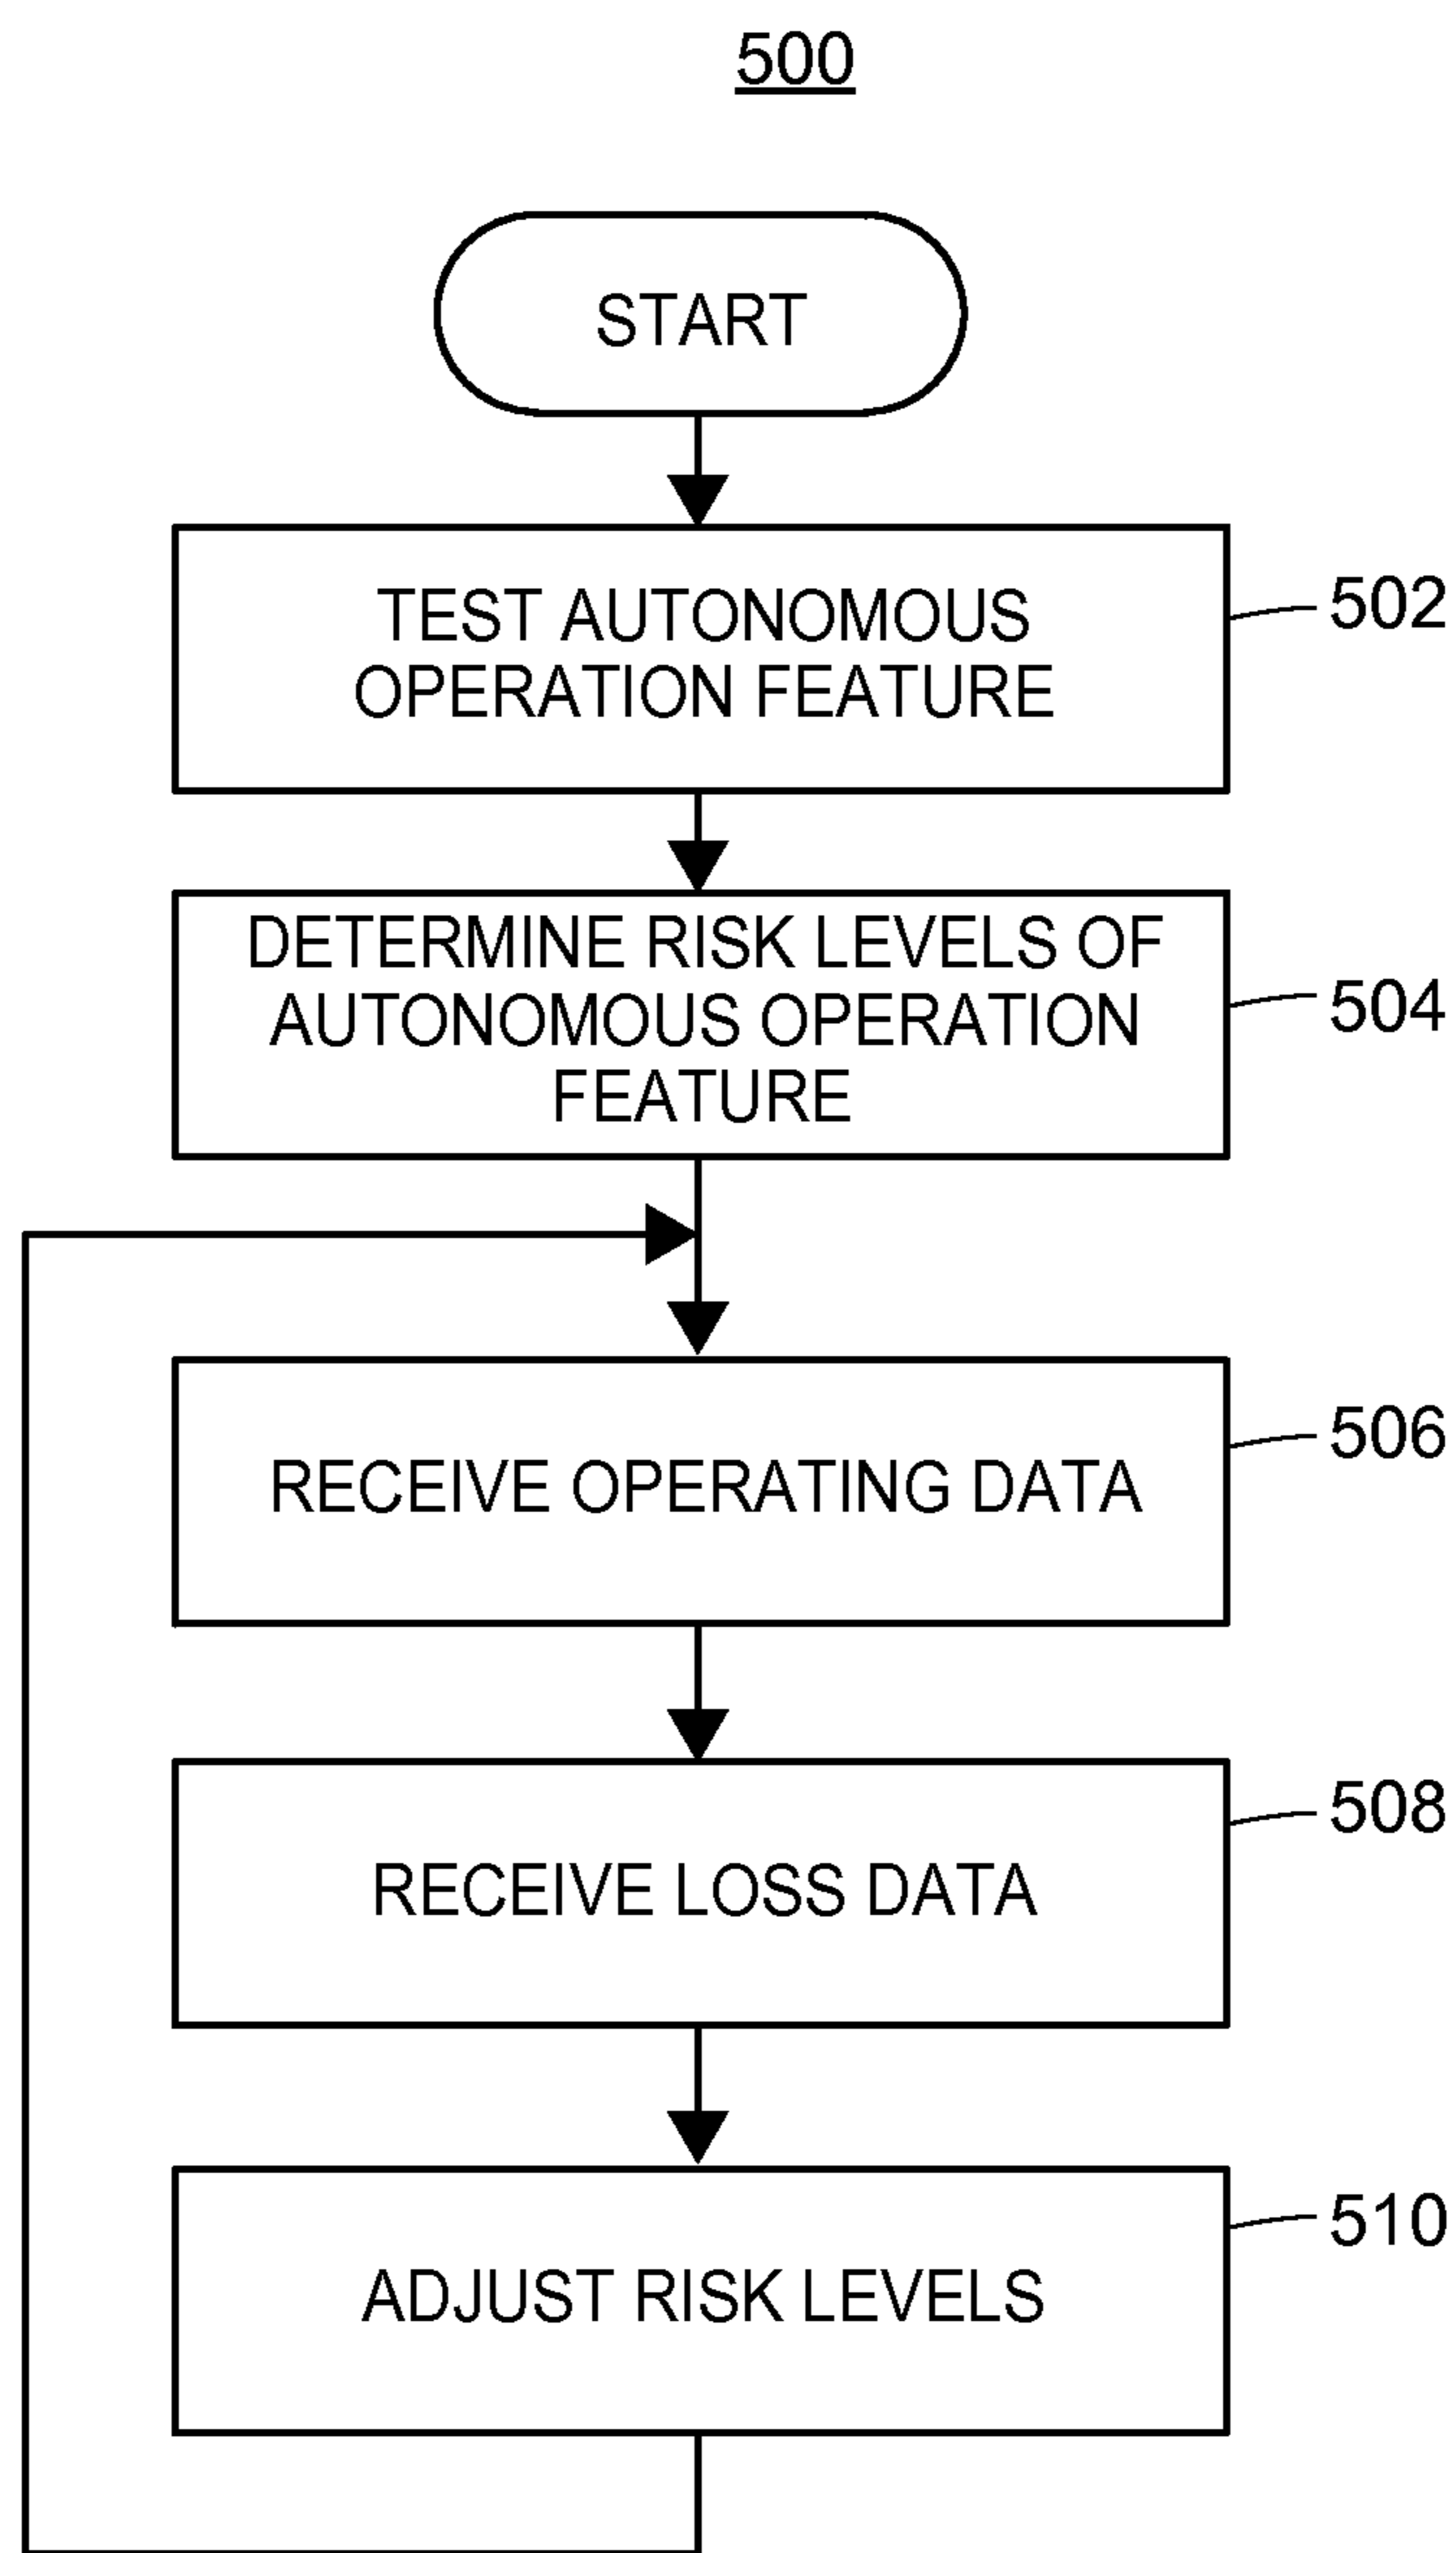 500
START
TEST AUTONOMOUS
OPERATION FEATURE
502
DETERMINE RISK LEVELS OF
AUTONOMOUS OPERATION
FEATURE
504
RECEIVE OPERATING DATA
506
RECEIVE LOSS DATA
508
ADJUST RISK LEVELS
510